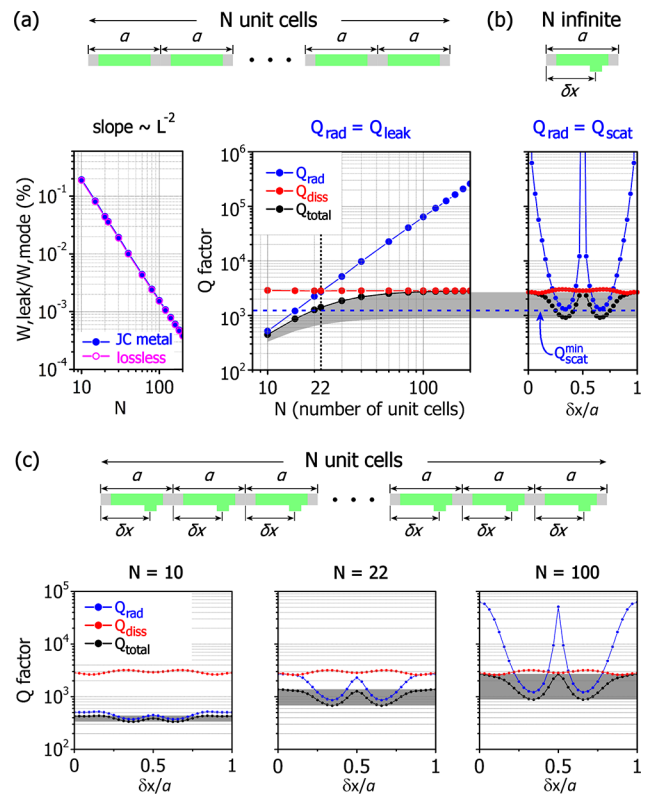 (a)
N unit cells
a
a
a
a
(b)
N infinite
a
δx
slope ~ L⁻²
W,leak/W,mode (%)
10⁻¹
10⁻²
10⁻³
10⁻⁴
JC metal
lossless
10
100
N
Q_rad = Q_leak
Q factor
10⁶
10⁵
10⁴
10³
10²
Q_rad
Q_diss
Q_total
10
22
100
N (number of unit cells)
Q_rad = Q_scat
Q_scat^min
0
0.5
1
δx/a
(c)
N unit cells
a
a
a
a
a
a
δx
δx
δx
δx
δx
δx
N = 10
Q factor
10⁵
10⁴
10³
10²
Q_rad
Q_diss
Q_total
0
0.5
1
δx/a
N = 22
0
0.5
1
δx/a
N = 100
0
0.5
1
δx/a